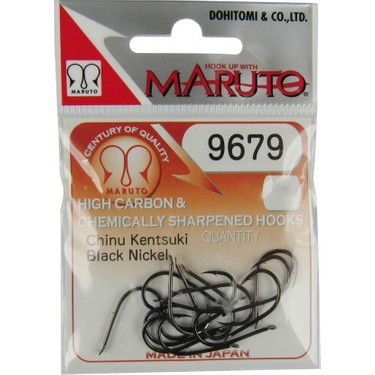 DOHITOMI & CO.,LTD.
HOOK UP WITH
MARUTO
MARUTO
A CENTURY OF QUALITY
9679
MARUTO
HIGH CARBON &
CHEMICALLY SHARPENED HOOKS
QUANTITY
Chinu Kentsuki
Black Nickel
MADE IN JAPAN